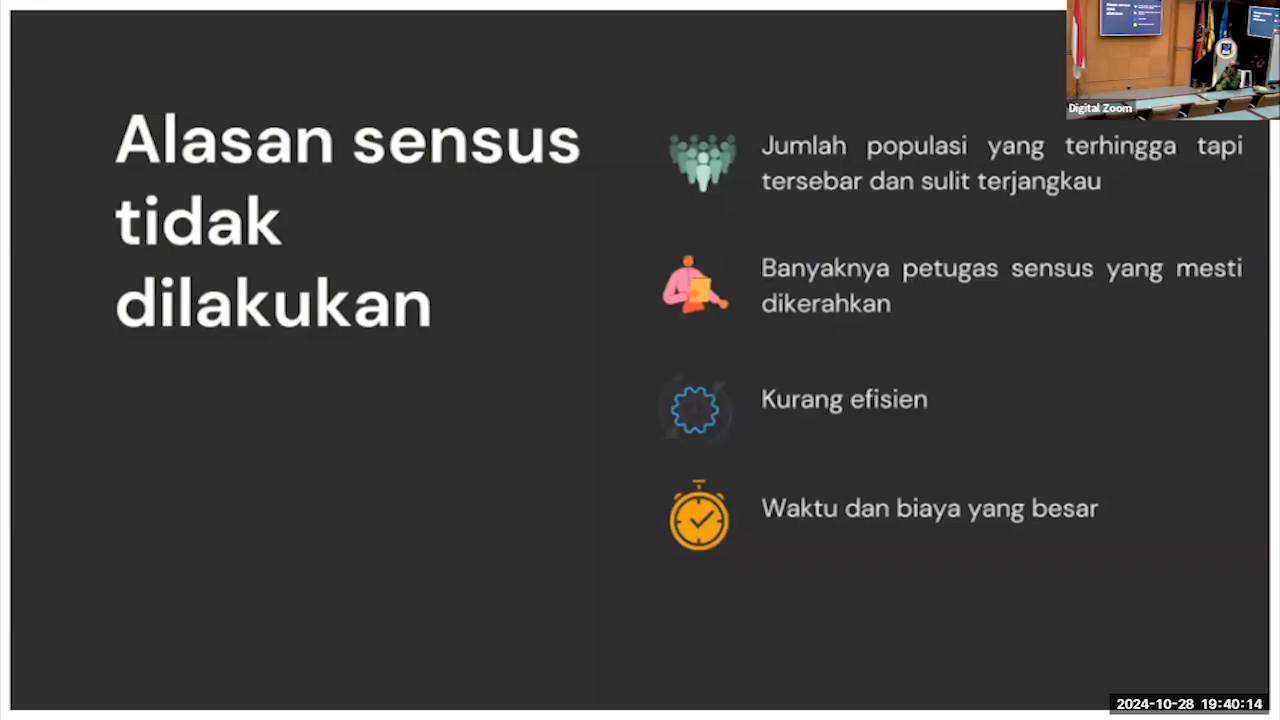 Alasan sensus
tidak
dilakukan
Jumlah populasi yang terhingga tapi
tersebar dan sulit terjangkau
Banyaknya petugas sensus yang mesti
dikerahkan
Kurang efisien
Waktu dan biaya yang besar
Digital Zoom
2024-10-28 19:40:14